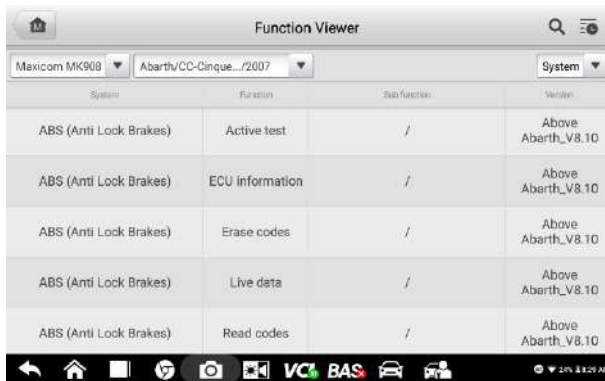 Function Viewer
Maxicom MK908 Abarth/CC-Cinque.../2007 System
System Function Sub function Version
ABS (Anti Lock Brakes) Active test / Above Abarth_V8.10
ABS (Anti Lock Brakes) ECU information / Above Abarth_V8.10
ABS (Anti Lock Brakes) Erase codes / Above Abarth_V8.10
ABS (Anti Lock Brakes) Live data / Above Abarth_V8.10
ABS (Anti Lock Brakes) Read codes / Above Abarth_V8.10
VCI BAS 24%